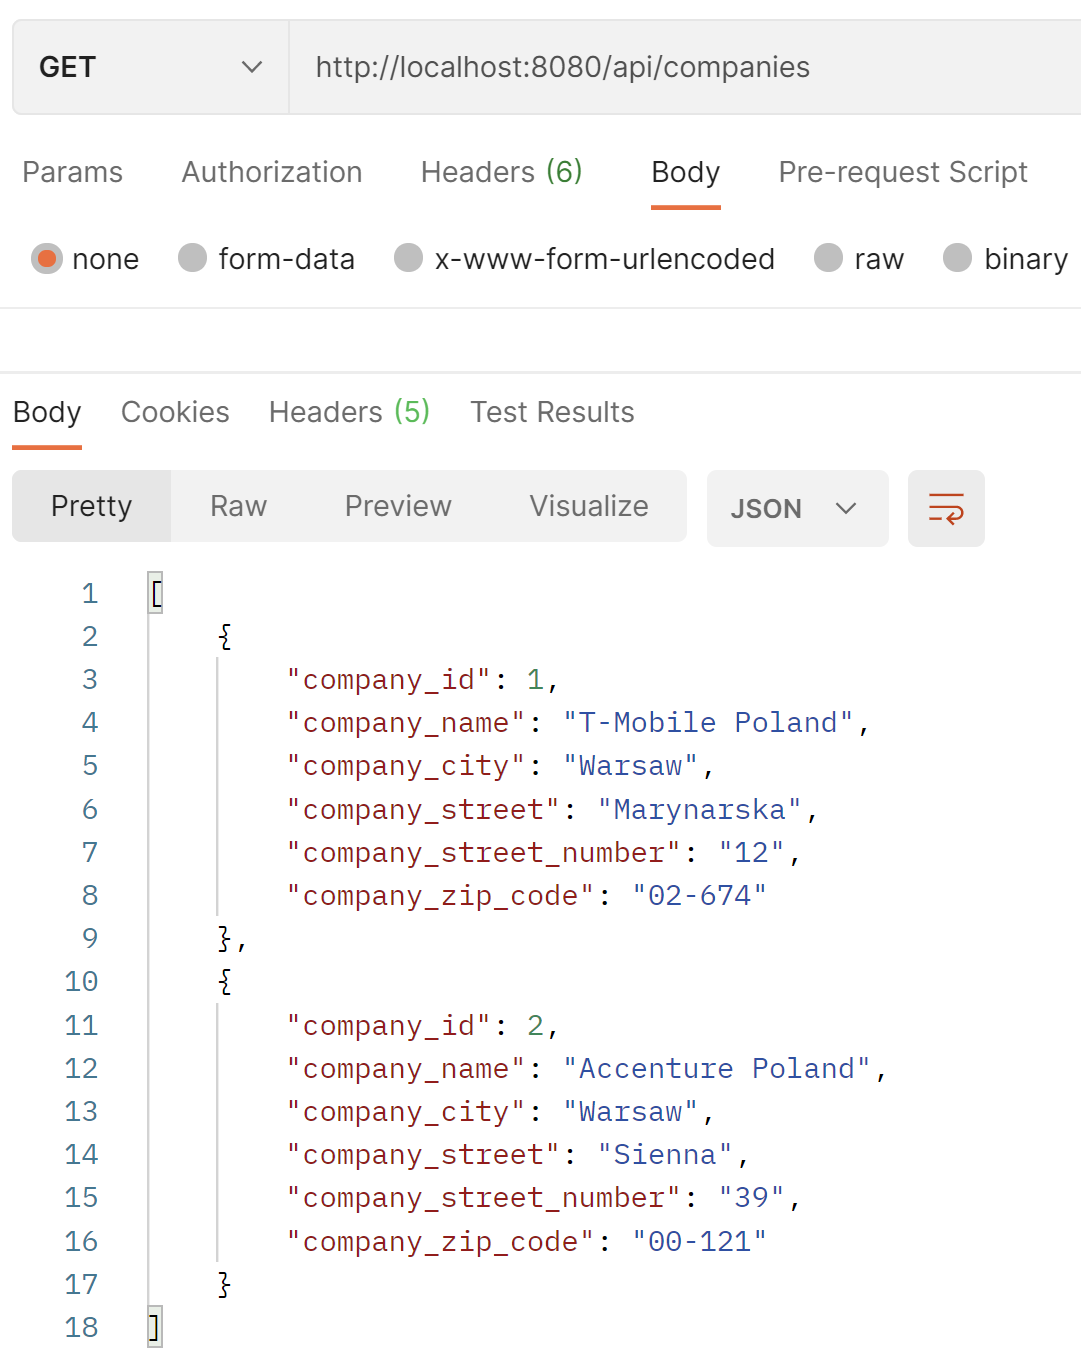 GET http://localhost:8080/api/companies
Params Authorization Headers (6) Body Pre-request Script
none form-data x-www-form-urlencoded raw binary
Body Cookies Headers (5) Test Results
Pretty Raw Preview Visualize JSON
1 [
2 {
3 "company_id": 1,
4 "company_name": "T-Mobile Poland",
5 "company_city": "Warsaw",
6 "company_street": "Marynarska",
7 "company_street_number": "12",
8 "company_zip_code": "02-674"
9 },
10 {
11 "company_id": 2,
12 "company_name": "Accenture Poland",
13 "company_city": "Warsaw",
14 "company_street": "Sienna",
15 "company_street_number": "39",
16 "company_zip_code": "00-121"
17 }
18 ]